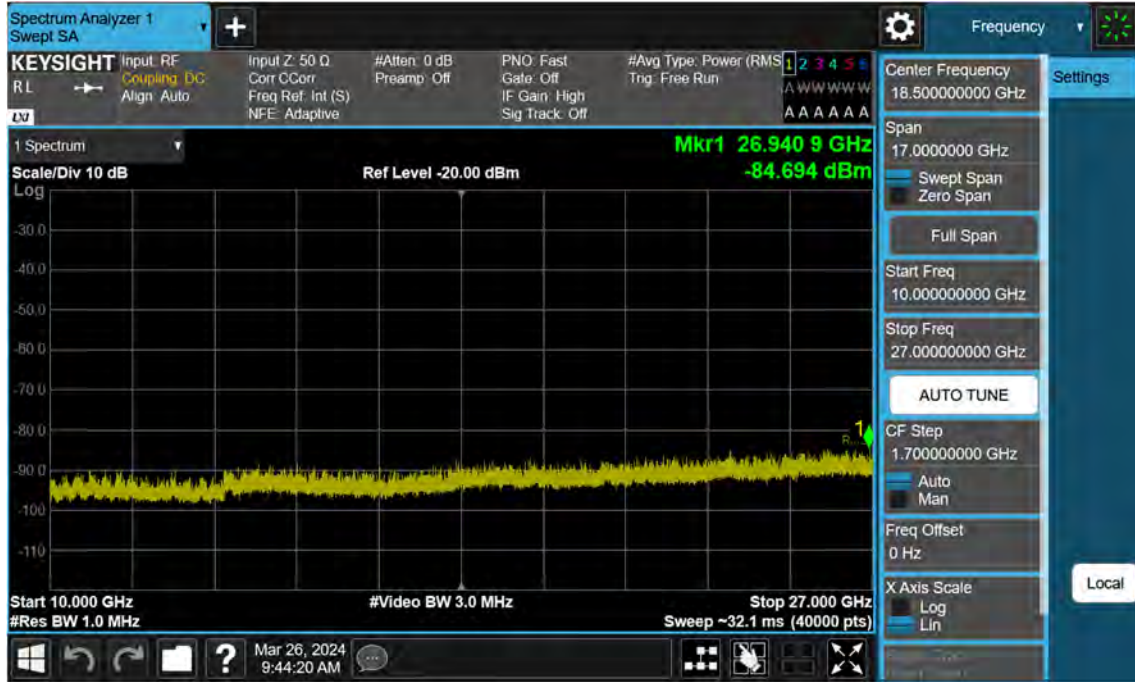 Spectrum Analyzer 1
Swept SA
Frequency
KEYSIGHT
RL
LXI
Input: RF
Coupling: DC
Align: Auto
Input Z: 50 Ω
Corr CCorr
Freq Ref: Int (S)
NFE: Adaptive
#Atten: 0 dB
Preamp: Off
PNO: Fast
Gate: Off
IF Gain: High
Sig Track: Off
#Avg Type: Power (RMS
Trig: Free Run
1 2 3 4 5 6
A W W W W W
A A A A A A
1 Spectrum
Scale/Div 10 dB
Log
Ref Level -20.00 dBm
Mkr1 26.940 9 GHz
-84.694 dBm
-30.0
-40.0
-50.0
-60.0
-70.0
-80.0
-90.0
-100
-110
1
Start 10.000 GHz
#Res BW 1.0 MHz
#Video BW 3.0 MHz
Stop 27.000 GHz
Sweep ~32.1 ms (40000 pts)
Mar 26, 2024
9:44:20 AM
?
Center Frequency
18.500000000 GHz
Span
17.0000000 GHz
Swept Span
Zero Span
Full Span
Start Freq
10.000000000 GHz
Stop Freq
27.000000000 GHz
AUTO TUNE
CF Step
1.700000000 GHz
Auto
Man
Freq Offset
0 Hz
X Axis Scale
Log
Lin
Settings
Local